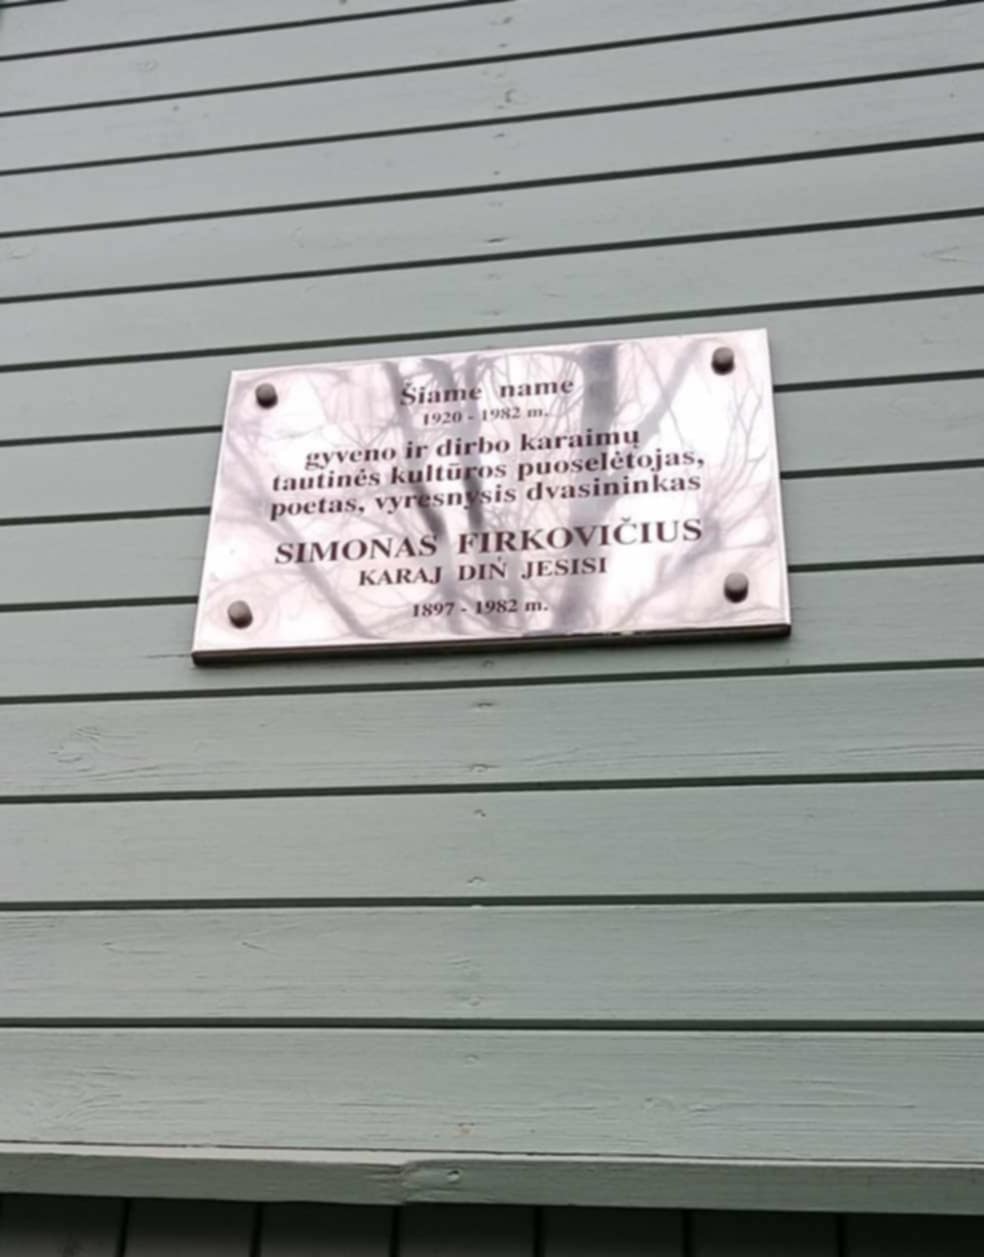 Šiame name
1920 - 1982 m.
gyveno ir dirbo karaimų
tautinės kultūros puoselėtojas,
poetas, vyresnysis dvasininkas
SIMONAS FIRKOVIČIUS
KARAJ DIŃ JESISI
1897 - 1982 m.